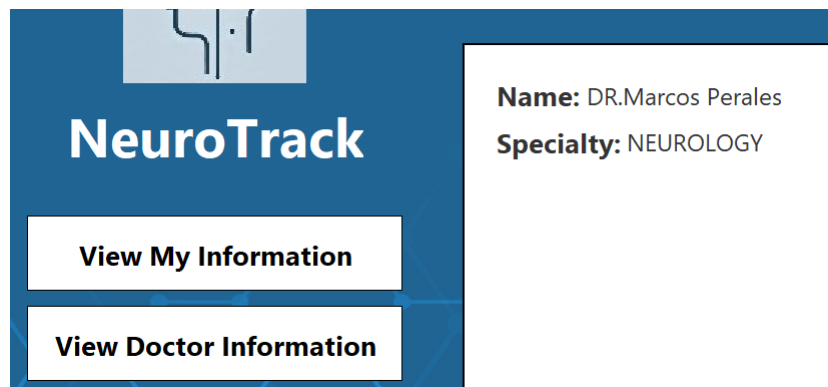 NeuroTrack
View My Information
View Doctor Information
Name: DR.Marcos Perales
Specialty: NEUROLOGY